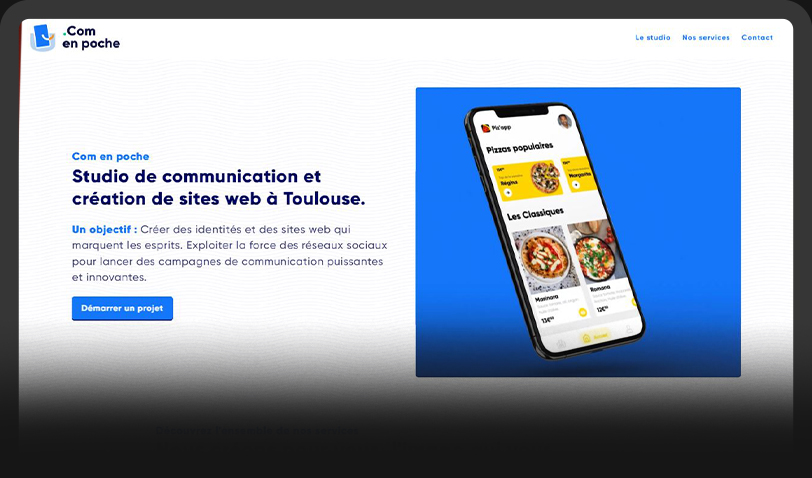 .Com
en poche
Le studio
Nos services
Contact
Com en poche
Studio de communication et
création de sites web à Toulouse.
Un objectif : Créer des identités et des sites web qui
marquent les esprits. Exploiter la force des réseaux sociaux
pour lancer des campagnes de communication puissantes
et innovantes.
Démarrer un projet
Piz'app
Pizzas populaires
Régina
Margarita
Les Classiques
Marinara
Romana
13€
12€